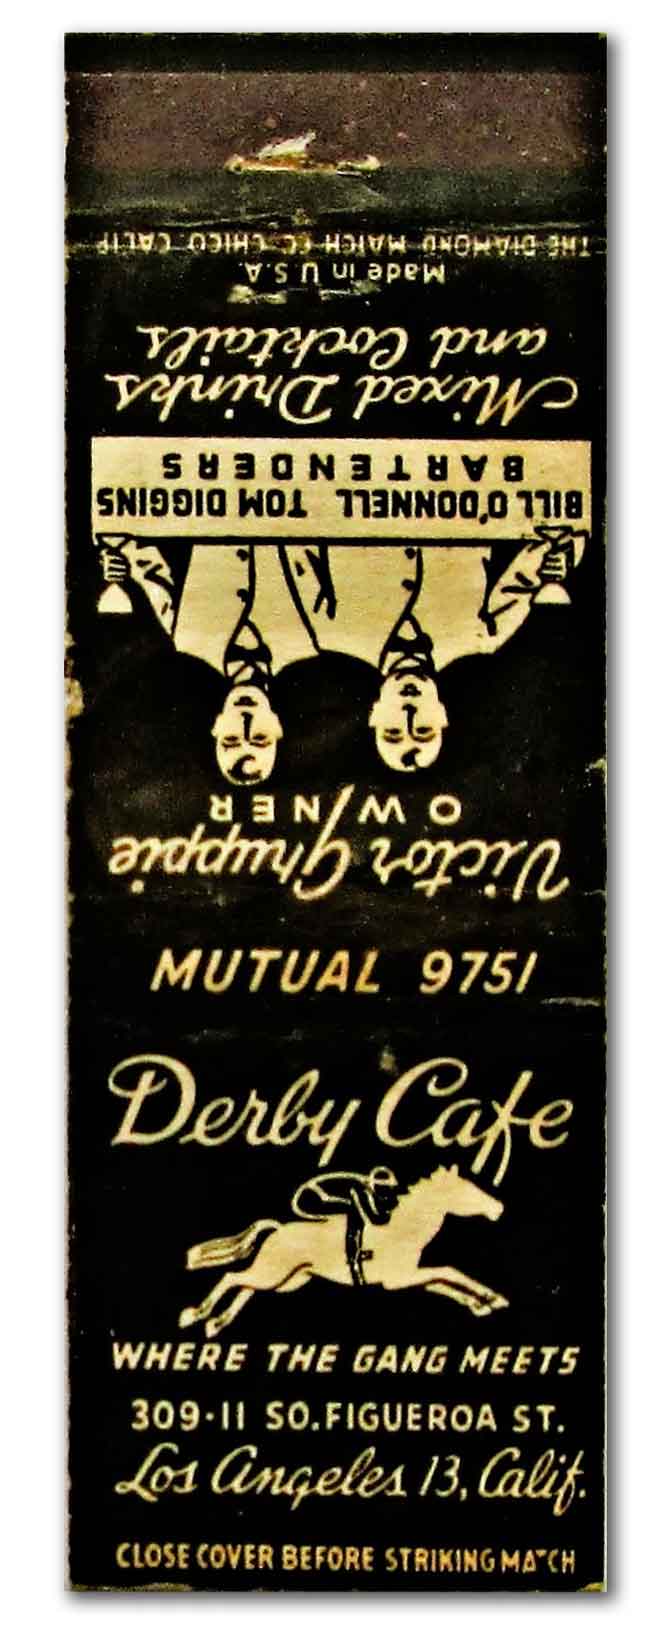 THE DIAMOND MATCH CO. CHICO, CALIF.
Made in U.S.A.
and Cocktails
Mixed Drinks
BARTENDERS
BILL O'DONNELL TOM DIGGINS
OWNER
Victor Gruppie
MUTUAL 9751
Derby Cafe
WHERE THE GANG MEETS
309-11 SO. FIGUEROA ST.
Los Angeles 13, Calif.
CLOSE COVER BEFORE STRIKING MATCH